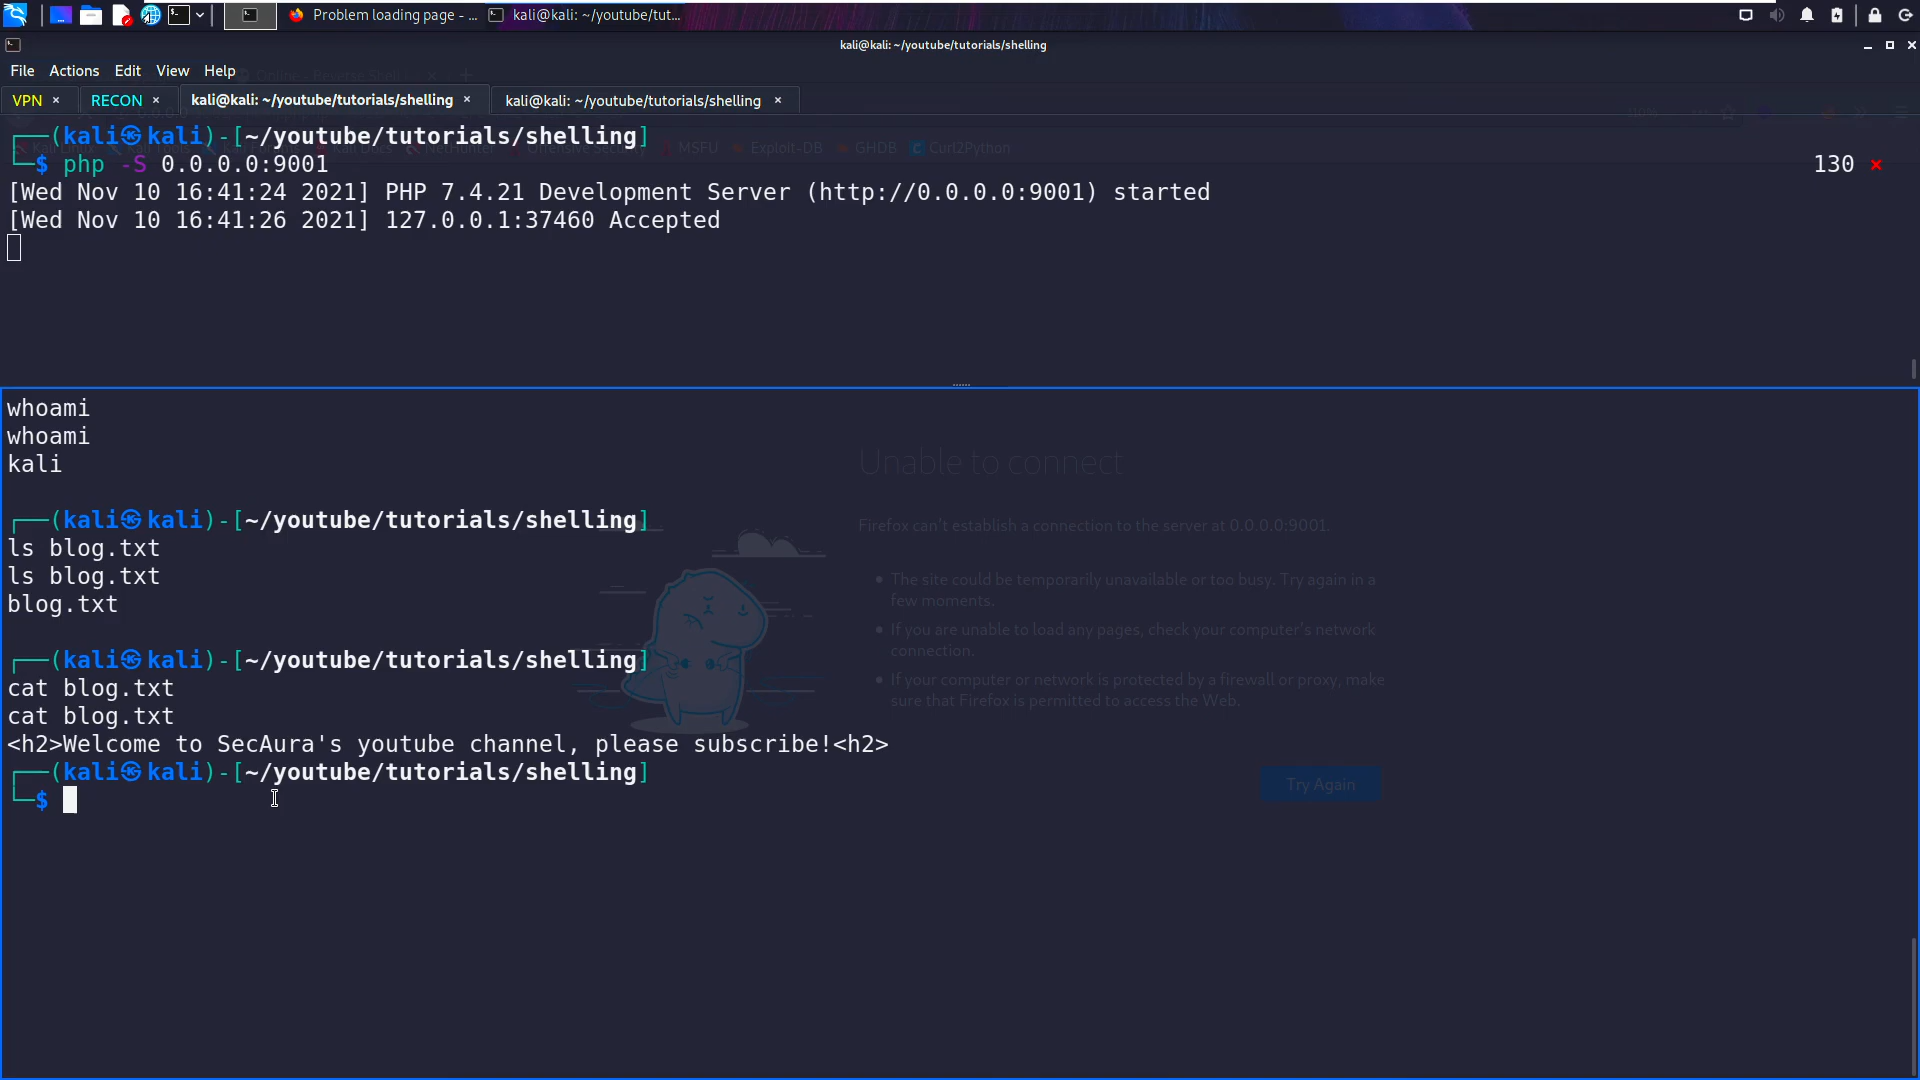 Problem loading page - ...
kali@kali: ~/youtube/tut...
kali@kali: ~/youtube/tutorials/shelling
File Actions Edit View Help
VPN × RECON × kali@kali: ~/youtube/tutorials/shelling × kali@kali: ~/youtube/tutorials/shelling ×
MSFU Exploit-DB GHDB Curl2Python
┌──(kali㉿kali)-[~/youtube/tutorials/shelling]
└─$ php -S 0.0.0.0:9001 130 ×
[Wed Nov 10 16:41:24 2021] PHP 7.4.21 Development Server (http://0.0.0.0:9001) started
[Wed Nov 10 16:41:26 2021] 127.0.0.1:37460 Accepted
whoami
whoami
kali
┌──(kali㉿kali)-[~/youtube/tutorials/shelling]
ls blog.txt
ls blog.txt
blog.txt
┌──(kali㉿kali)-[~/youtube/tutorials/shelling]
cat blog.txt
cat blog.txt
<h2>Welcome to SecAura's youtube channel, please subscribe!<h2>
┌──(kali㉿kali)-[~/youtube/tutorials/shelling]
└─$
Unable to connect
Firefox can't establish a connection to the server at 0.0.0.0:9001.
• The site could be temporarily unavailable or too busy. Try again in a
few moments.
• If you are unable to load any pages, check your computer's network
connection.
• If your computer or network is protected by a firewall or proxy, make
sure that Firefox is permitted to access the Web.
Try Again